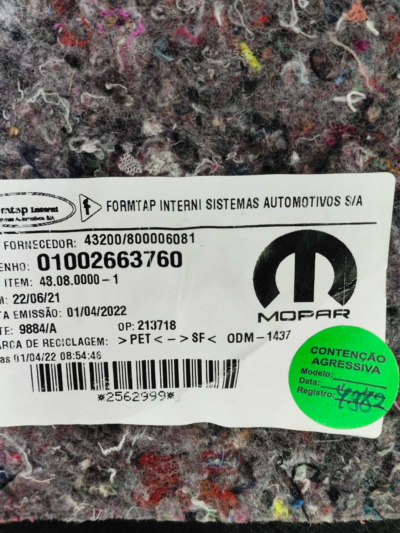 FORMTAP INTERNI SISTEMAS AUTOMOTIVOS S/A
FORNECEDOR: 43200/800006081
ENHO: 01002663760
ITEM: 48.08.0000-1
M: 22/06/21
TA EMISSÃO: 01/04/2022
TE: 9884/A OP: 213718
ARCA DE RECICLAGEM: >PET<->SF< ODM-1437
as 01/04/22 08:54:46
*2562999*
MOPAR
CONTENÇÃO
AGRESSIVA
Modelo:
Data:
Registro: